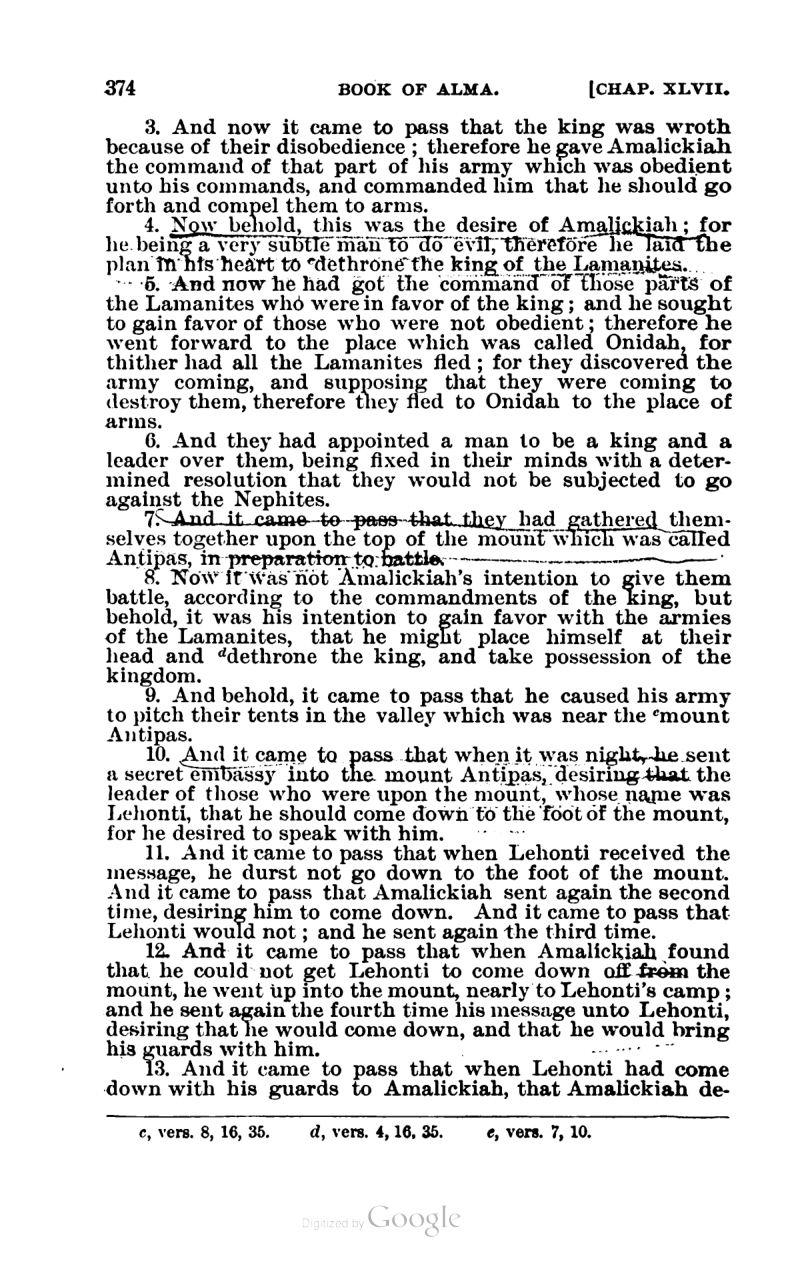 374 BOOK OF ALMA. [CHAP. XLVII.
3. And now it came to pass that the king was wroth
because of their disobedience ; therefore he gave Amalickiah
the command of that part of his army which was obedient
unto his commands, and commanded him that he should go
forth and compel them to arms.
4. Now behold, this was the desire of Amalickiah ; for
he being a very subtle man to do evil, therefore he laid the
plan in his heart to cdethrone the king of the Lamanites.
5. And now he had got the command of those parts of
the Lamanites who were in favor of the king ; and he sought
to gain favor of those who were not obedient ; therefore he
went forward to the place which was called Onidah, for
thither had all the Lamanites fled ; for they discovered the
army coming, and supposing that they were coming to
destroy them, therefore they fled to Onidah to the place of
arms.
6. And they had appointed a man to be a king and a
leader over them, being fixed in their minds with a deter-
mined resolution that they would not be subjected to go
against the Nephites.
7. And it came to pass that they had gathered them-
selves together upon the top of the mount which was called
Antipas, in preparation to battle.
8. Now it was not Amalickiah's intention to give them
battle, according to the commandments of the king, but
behold, it was his intention to gain favor with the armies
of the Lamanites, that he might place himself at their
head and ddethrone the king, and take possession of the
kingdom.
9. And behold, it came to pass that he caused his army
to pitch their tents in the valley which was near the emount
Antipas.
10. And it came to pass that when it was night, he sent
a secret embassy into the mount Antipas, desiring that the
leader of those who were upon the mount, whose name was
Lehonti, that he should come down to the foot of the mount,
for he desired to speak with him.
11. And it came to pass that when Lehonti received the
message, he durst not go down to the foot of the mount.
And it came to pass that Amalickiah sent again the second
time, desiring him to come down. And it came to pass that
Lehonti would not ; and he sent again the third time.
12. And it came to pass that when Amalickiah found
that he could not get Lehonti to come down off from the
mount, he went up into the mount, nearly to Lehonti's camp ;
and he sent again the fourth time his message unto Lehonti,
desiring that he would come down, and that he would bring
his guards with him.
13. And it came to pass that when Lehonti had come
down with his guards to Amalickiah, that Amalickiah de-
c, vers. 8, 16, 35. d, vers. 4, 16, 35. e, vers. 7, 10.
Digitized by Google